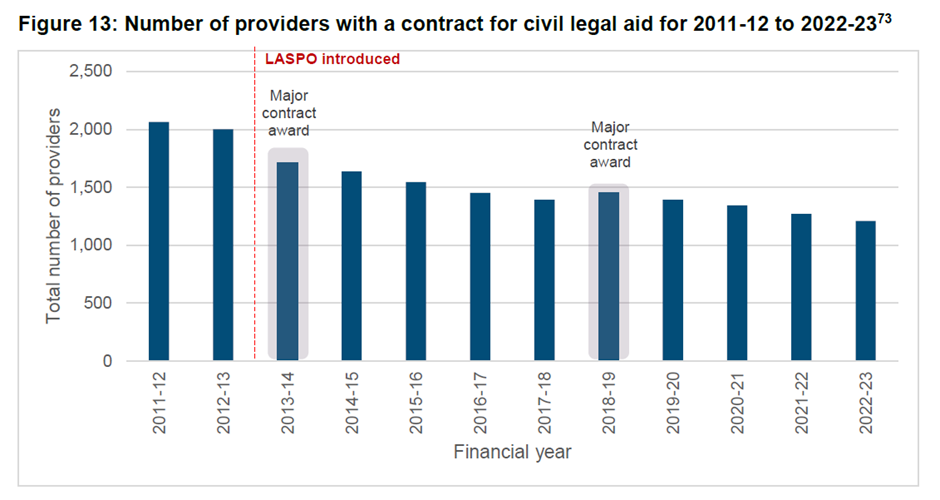 Figure 13: Number of providers with a contract for civil legal aid for 2011-12 to 2022-23⁷³
LASPO introduced
Major
contract
award
Major
contract
award
Total number of providers
2,500
2,000
1,500
1,000
500
0
2011-12
2012-13
2013-14
2014-15
2015-16
2016-17
2017-18
2018-19
2019-20
2020-21
2021-22
2022-23
Financial year